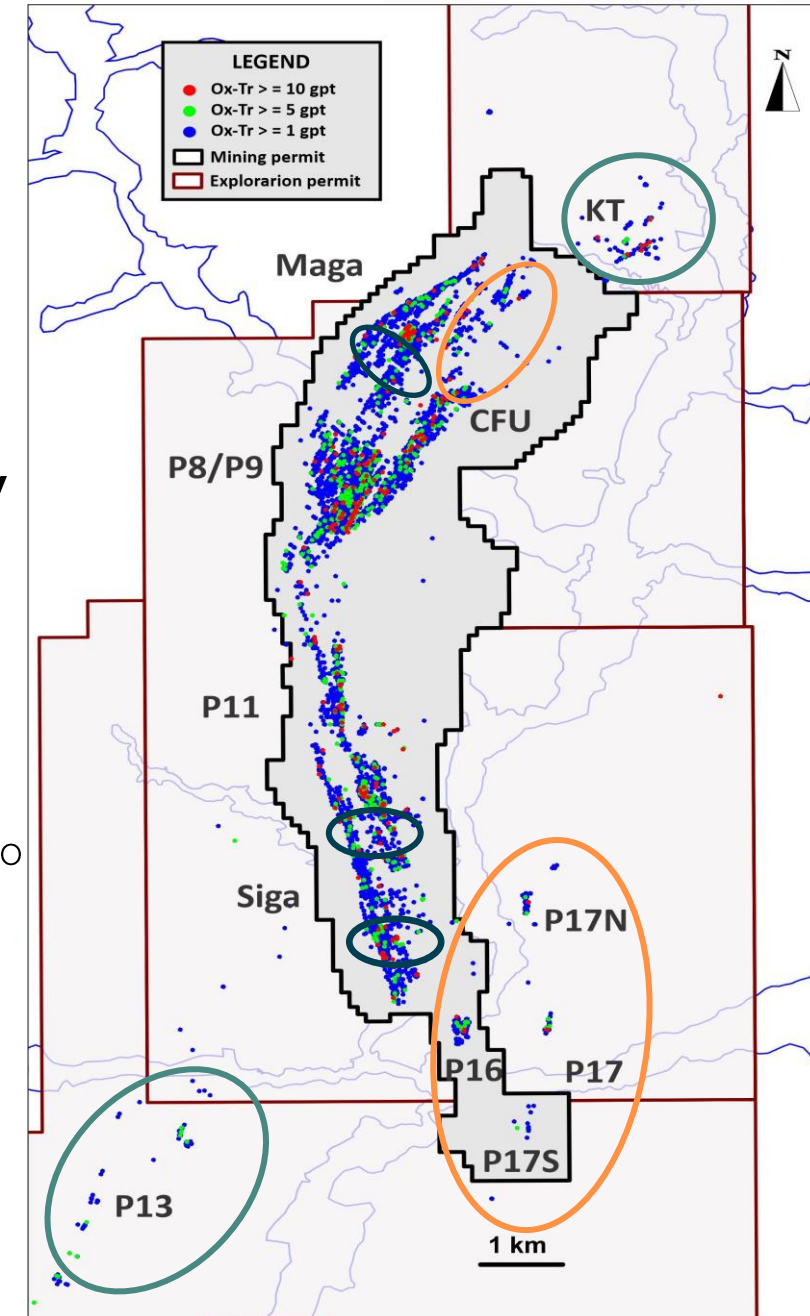 LEGEND
Ox-Tr > = 10 gpt
Ox-Tr > = 5 gpt
Ox-Tr > = 1 gpt
Mining permit
Explorarion permit
N
KT
Maga
CFU
P8/P9
P11
Siga
P17N
P16
P17
P17S
P13
1 km